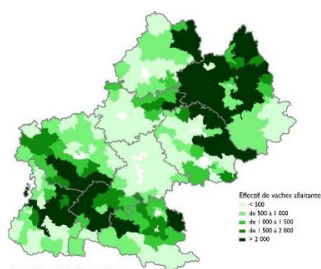 Effectif de vaches allaitante
< 500
de 500 à 1 000
de 1 000 à 1 500
de 1 500 à 2 000
> 2 000